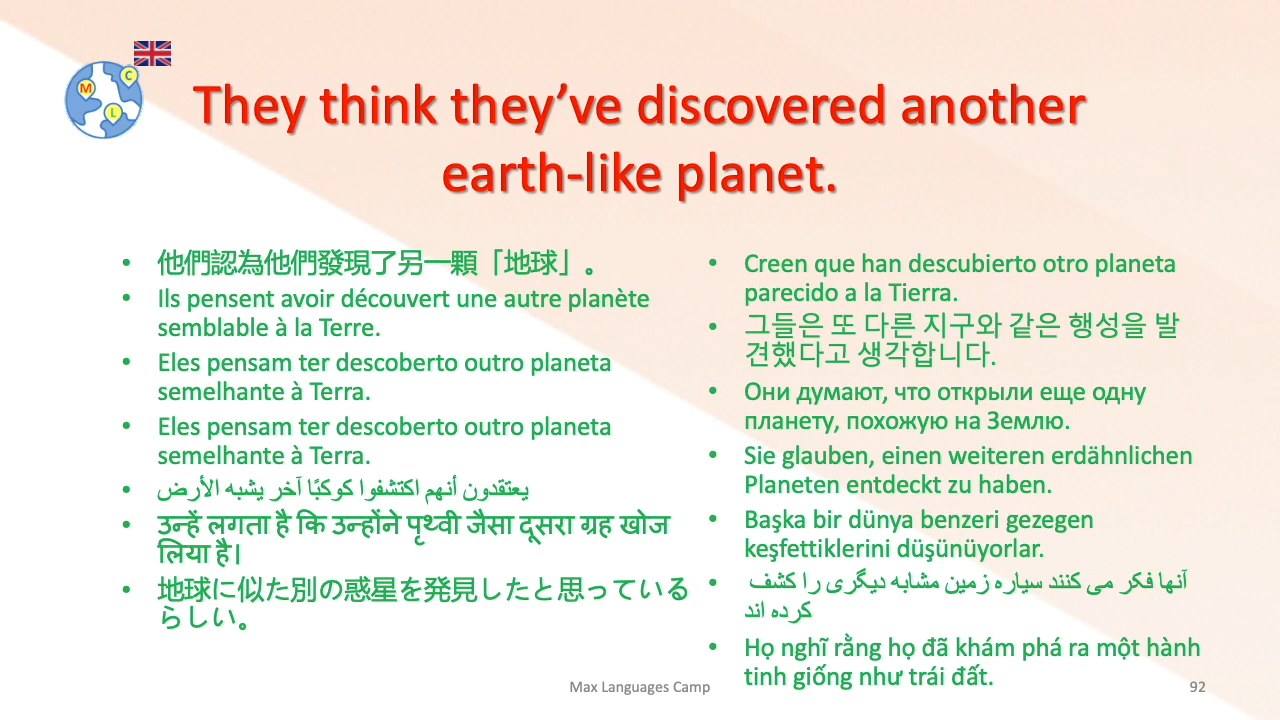 M
C
L
They think they’ve discovered another
earth-like planet.
• 他們認為他們發現了另一顆「地球」。
• Ils pensent avoir découvert une autre planète
semblable à la Terre.
• Eles pensam ter descoberto outro planeta
semelhante à Terra.
• Eles pensam ter descoberto outro planeta
semelhante à Terra.
• يعتقدون أنهم اكتشفوا كوكبًا آخر يشبه الأرض
• उन्हें लगता है कि उन्होंने पृथ्वी जैसा दूसरा ग्रह खोज
लिया है।
• 地球に似た別の惑星を発見したと思っている
らしい。
• Creen que han descubierto otro planeta
parecido a la Tierra.
• 그들은 또 다른 지구와 같은 행성을 발
견했다고 생각합니다.
• Они думают, что открыли еще одну
планету, похожую на Землю.
• Sie glauben, einen weiteren erdähnlichen
Planeten entdeckt zu haben.
• Başka bir dünya benzeri gezegen
keşfettiklerini düşünüyorlar.
• آنها فکر می کنند سیاره زمین مشابه دیگری را کشف
کرده اند
• Họ nghĩ rằng họ đã khám phá ra một hành
tinh giống như trái đất.
Max Languages Camp
92